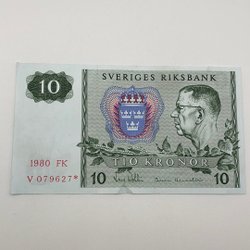 SVERIGES RIKSBANK
10
1980 FK
V 079627*
TIO KRONOR
10
10